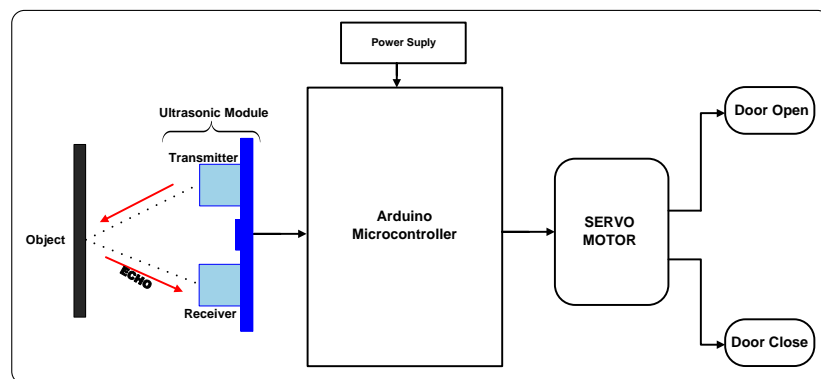 Power Suply
Ultrasonic Module
Transmitter
Object
ECHO
Receiver
Arduino
Microcontroller
SERVO
MOTOR
Door Open
Door Close